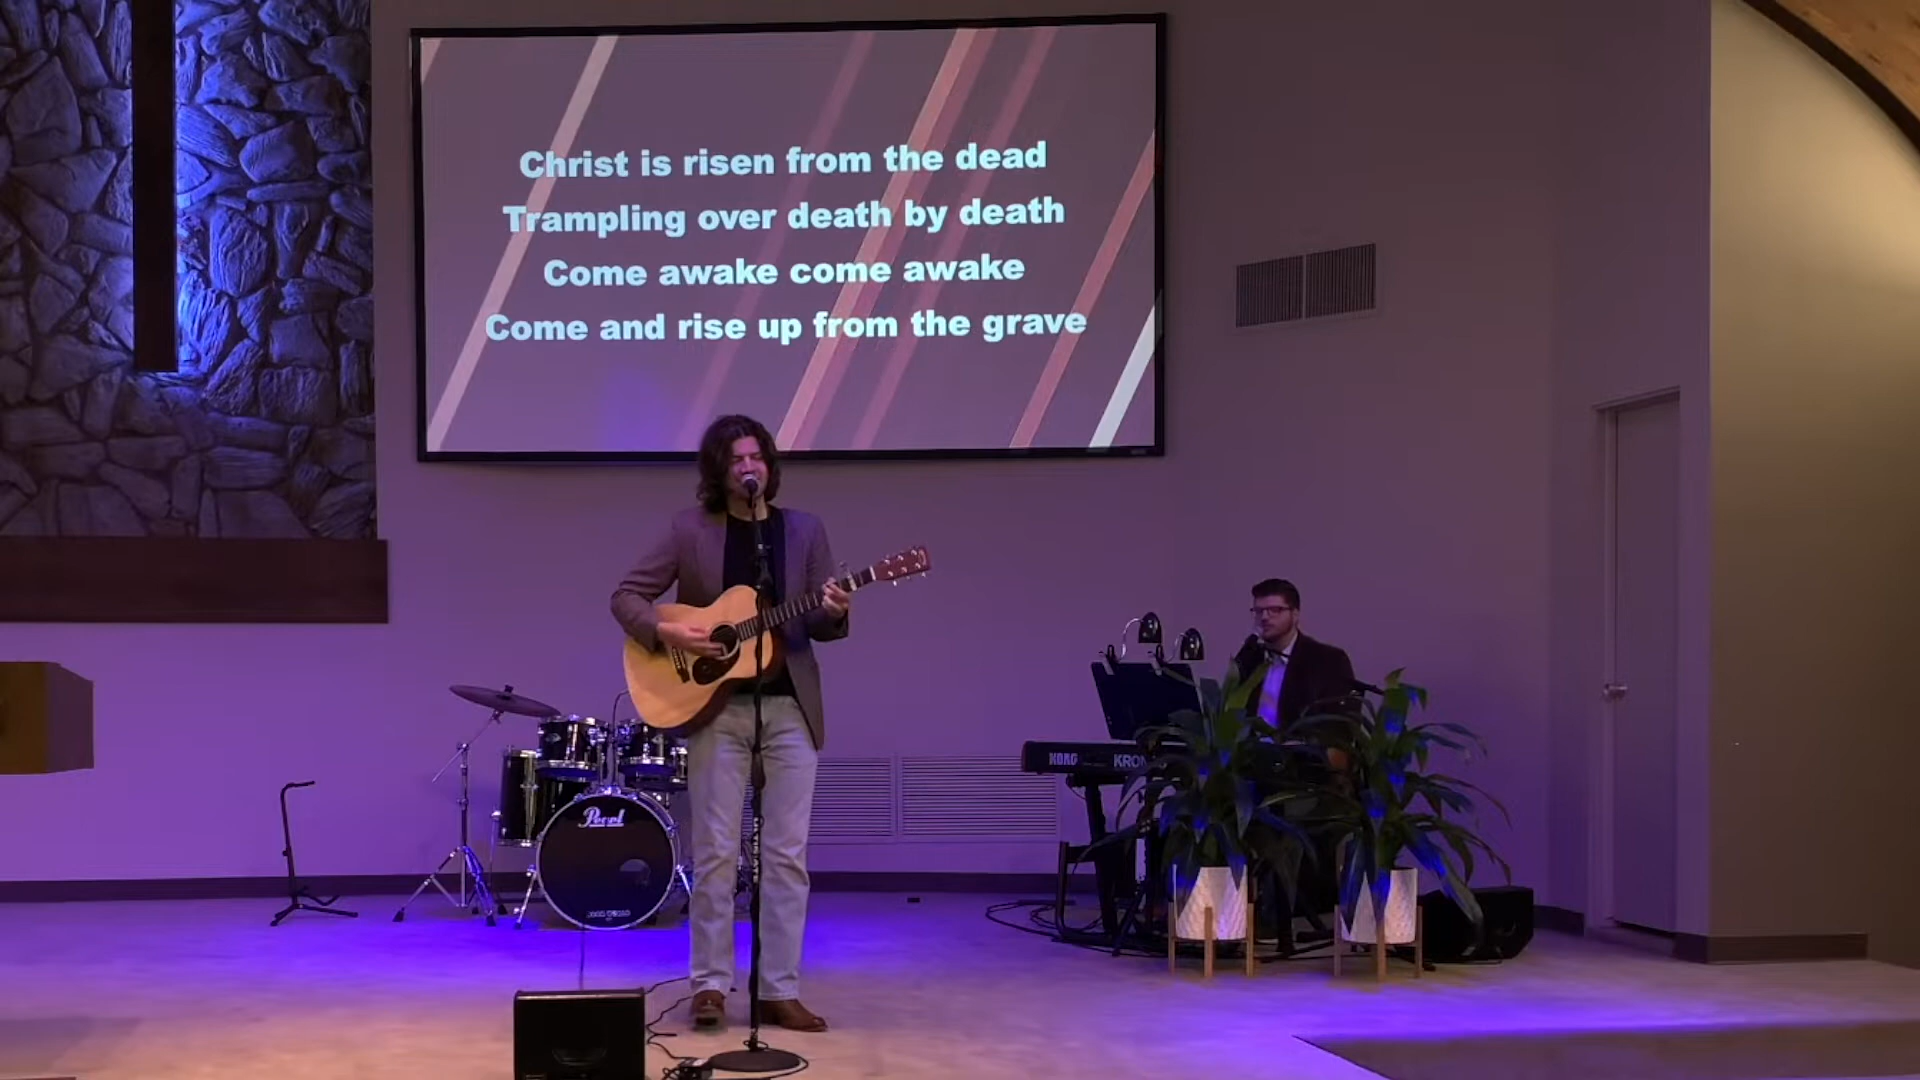 Christ is risen from the dead
Trampling over death by death
Come awake come awake
Come and rise up from the grave
KORG
KRON
Pearl